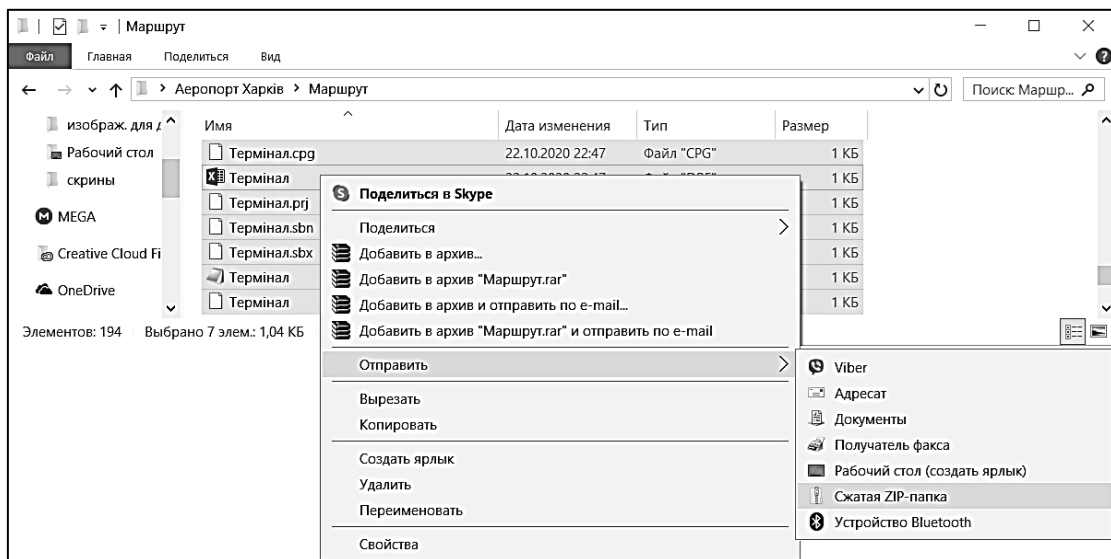 Маршрут
Файл Главная Поделиться Вид
Аеропорт Харків > Маршрут Поиск: Маршр...
изображ. для д Имя Дата изменения Тип Размер
Рабочий стол Термінал.cpg 22.10.2020 22:47 Файл "CPG" 1 КБ
скрины Термінал 1 КБ
Термінал.prj 1 КБ
MEGA Термінал.sbn 1 КБ
Creative Cloud Fi Термінал.sbx 1 КБ
Термінал 1 КБ
OneDrive Термінал 1 КБ
Элементов: 194 Выбрано 7 элем.: 1,04 КБ
Поделиться в Skype
Поделиться
Добавить в архив...
Добавить в архив "Маршрут.rar"
Добавить в архив и отправить по e-mail...
Добавить в архив "Маршрут.rar" и отправить по e-mail
Отправить
Вырезать
Копировать
Создать ярлык
Удалить
Переименовать
Свойства
Viber
Адресат
Документы
Получатель факса
Рабочий стол (создать ярлык)
Сжатая ZIP-папка
Устройство Bluetooth